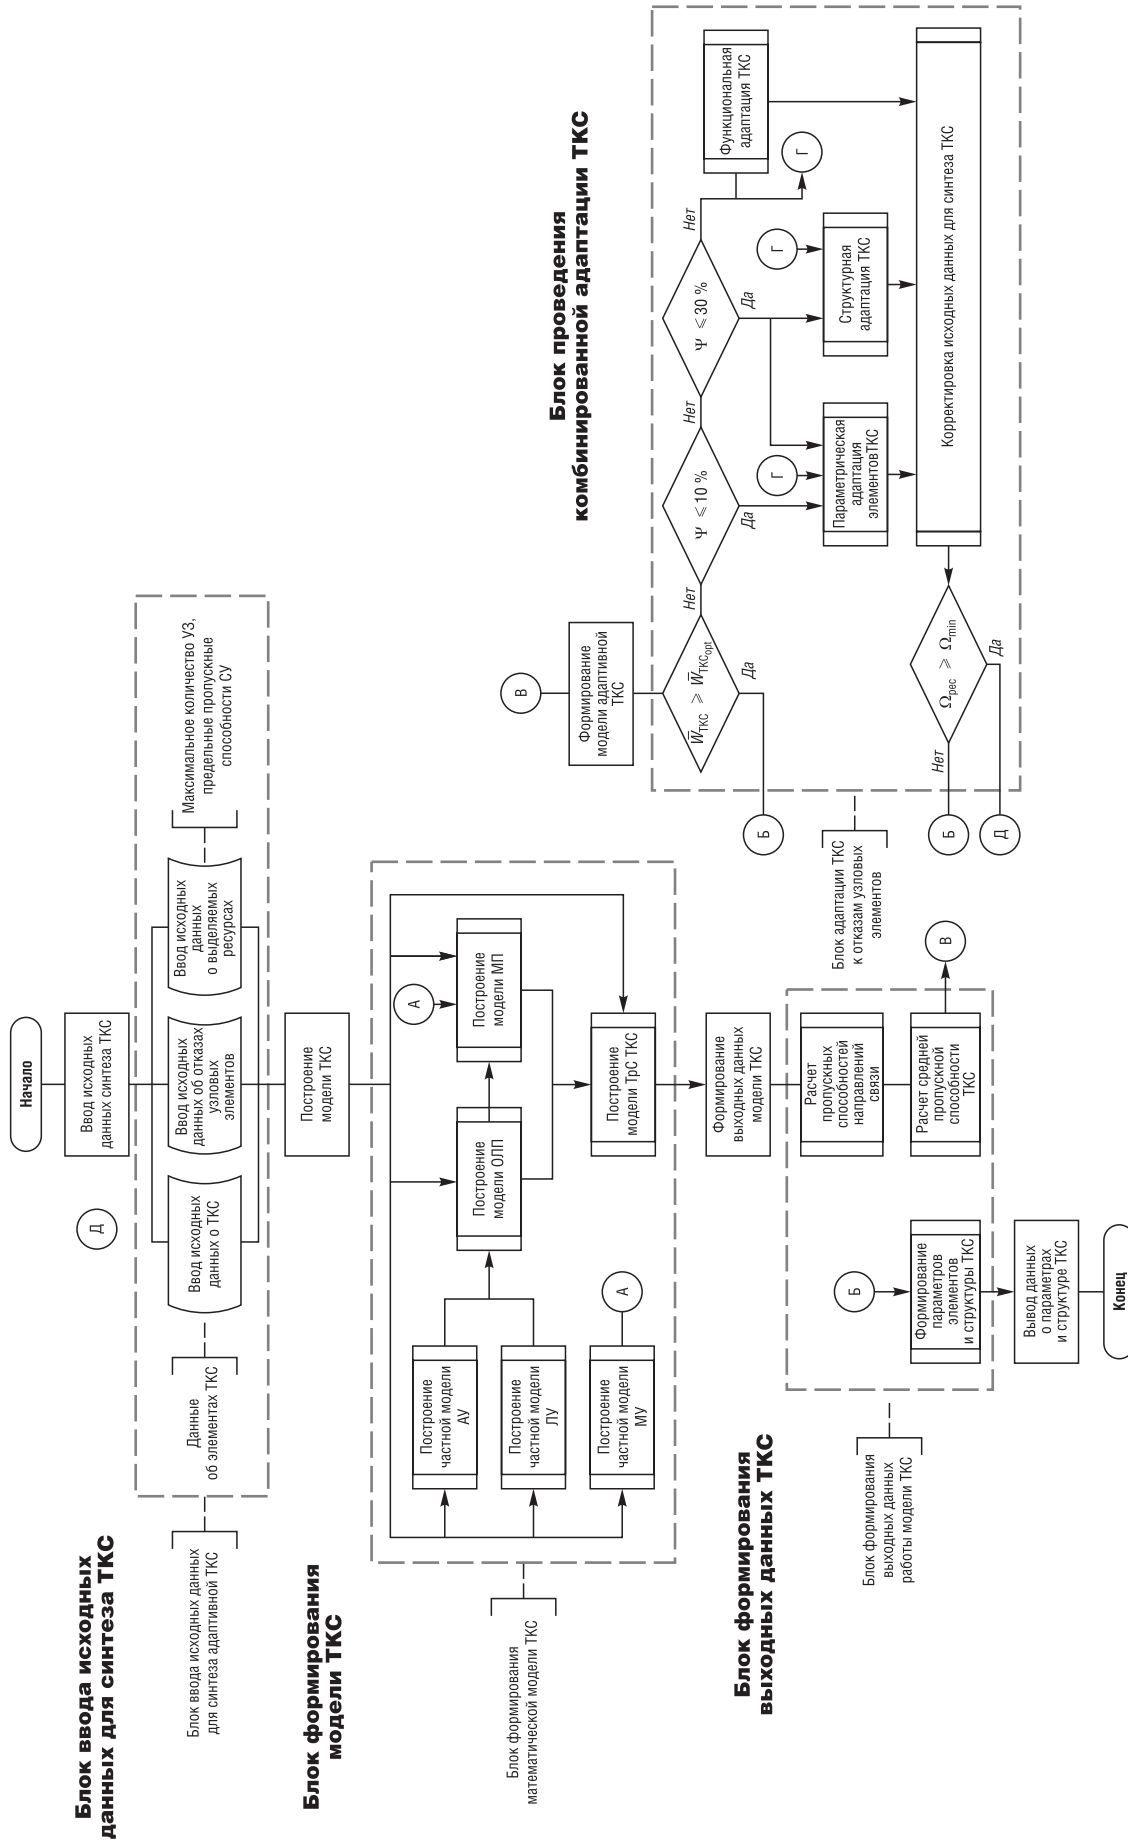 Блок ввода исходных
данных для синтеза ТКС
Блок ввода исходных данных
для синтеза адаптивной ТКС
Начало
Д
Ввод исходных
данных синтеза ТКС
Данные
об элементах ТКС
Ввод исходных
данных о ТКС
Ввод исходных
данных об отказах
узловых
элементов
Ввод исходных
данных
о выделяемых
ресурсах
Максимальное количество УЗ,
предельные пропускные
способности СУ
Блок формирования
модели ТКС
Построение
модели ТКС
Блок формирования
математической модели ТКС
Построение
частной модели
АУ
Построение
частной модели
ЛУ
Построение
частной модели
МУ
А
Построение
модели ОЛП
А
Построение
модели МП
Построение
модели ТрС ТКС
Блок формирования
выходных данных ТКС
Формирование
выходных данных
модели ТКС
Блок формирования
выходных данных
работы модели ТКС
Расчет
пропускных
способностей
направлений
связи
Расчет средней
пропускной
способности
ТКС
В
Б
Формирование
параметров
элементов
и структуры ТКС
Вывод данных
о параметрах
и структуре ТКС
Конец
Блок проведения
комбинированной адаптации ТКС
В
Формирование
модели адаптивной
ТКС
Блок адаптации ТКС
к отказам узловых
элементов
W̅ТКС ⩾ W̅ТКСopt
Нет
Да
Б
Ψ ⩽ 10 %
Нет
Да
Ψ ⩽ 30 %
Нет
Да
Функциональная
адаптация ТКС
Г
Г
Параметрическая
адаптация
элементовТКС
Г
Структурная
адаптация ТКС
Корректировка исходных данных для синтеза ТКС
Ωрес ⩾ Ωmin
Нет
Да
Б
Д